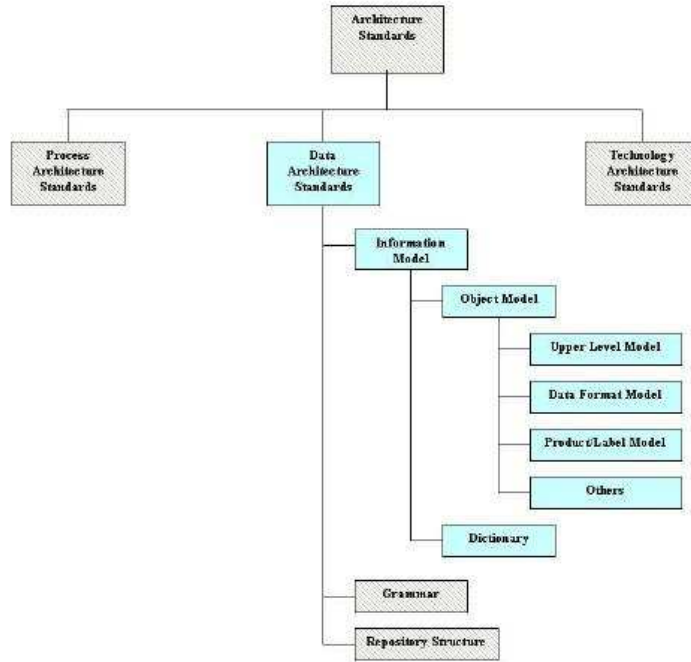 Architecture
Standards
Process
Architecture
Standards
Data
Architecture
Standards
Technology
Architecture
Standards
Information
Model
Object Model
Upper Level Model
Data Format Model
Product/Label Model
Others
Dictionary
Grammar
Repository Structure